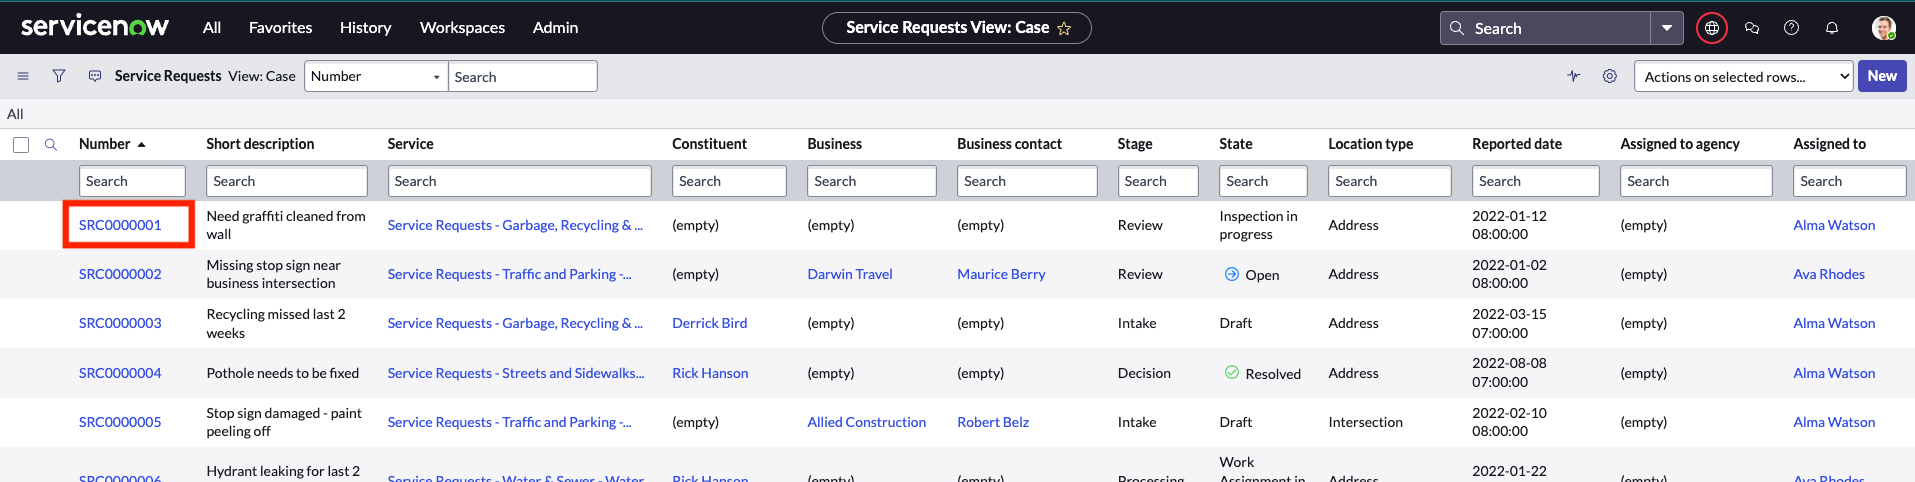 servicenow All Favorites History Workspaces Admin Service Requests View: Case Search
Service Requests View: Case Number Search Actions on selected rows... New
All
Number Short description Service Constituent Business Business contact Stage State Location type Reported date Assigned to agency Assigned to
Search Search Search Search Search Search Search Search Search Search Search Search
SRC0000001 Need graffiti cleaned from wall Service Requests - Garbage, Recycling & ... (empty) (empty) (empty) Review Inspection in progress Address 2022-01-12 08:00:00 (empty) Alma Watson
SRC0000002 Missing stop sign near business intersection Service Requests - Traffic and Parking -... (empty) Darwin Travel Maurice Berry Review Open Address 2022-01-02 08:00:00 (empty) Ava Rhodes
SRC0000003 Recycling missed last 2 weeks Service Requests - Garbage, Recycling & ... Derrick Bird (empty) (empty) Intake Draft Address 2022-03-15 07:00:00 (empty) Alma Watson
SRC0000004 Pothole needs to be fixed Service Requests - Streets and Sidewalks... Rick Hanson (empty) (empty) Decision Resolved Address 2022-08-08 07:00:00 (empty) Alma Watson
SRC0000005 Stop sign damaged - paint peeling off Service Requests - Traffic and Parking -... (empty) Allied Construction Robert Belz Intake Draft Intersection 2022-02-10 08:00:00 (empty) Alma Watson
SRC0000006 Hydrant leaking for last 2 Service Requests - Water & Sewer - Water Rick Hanson (empty) (empty) Processing Work Assignment in Address 2022-01-22 (empty) Ava Rhodes